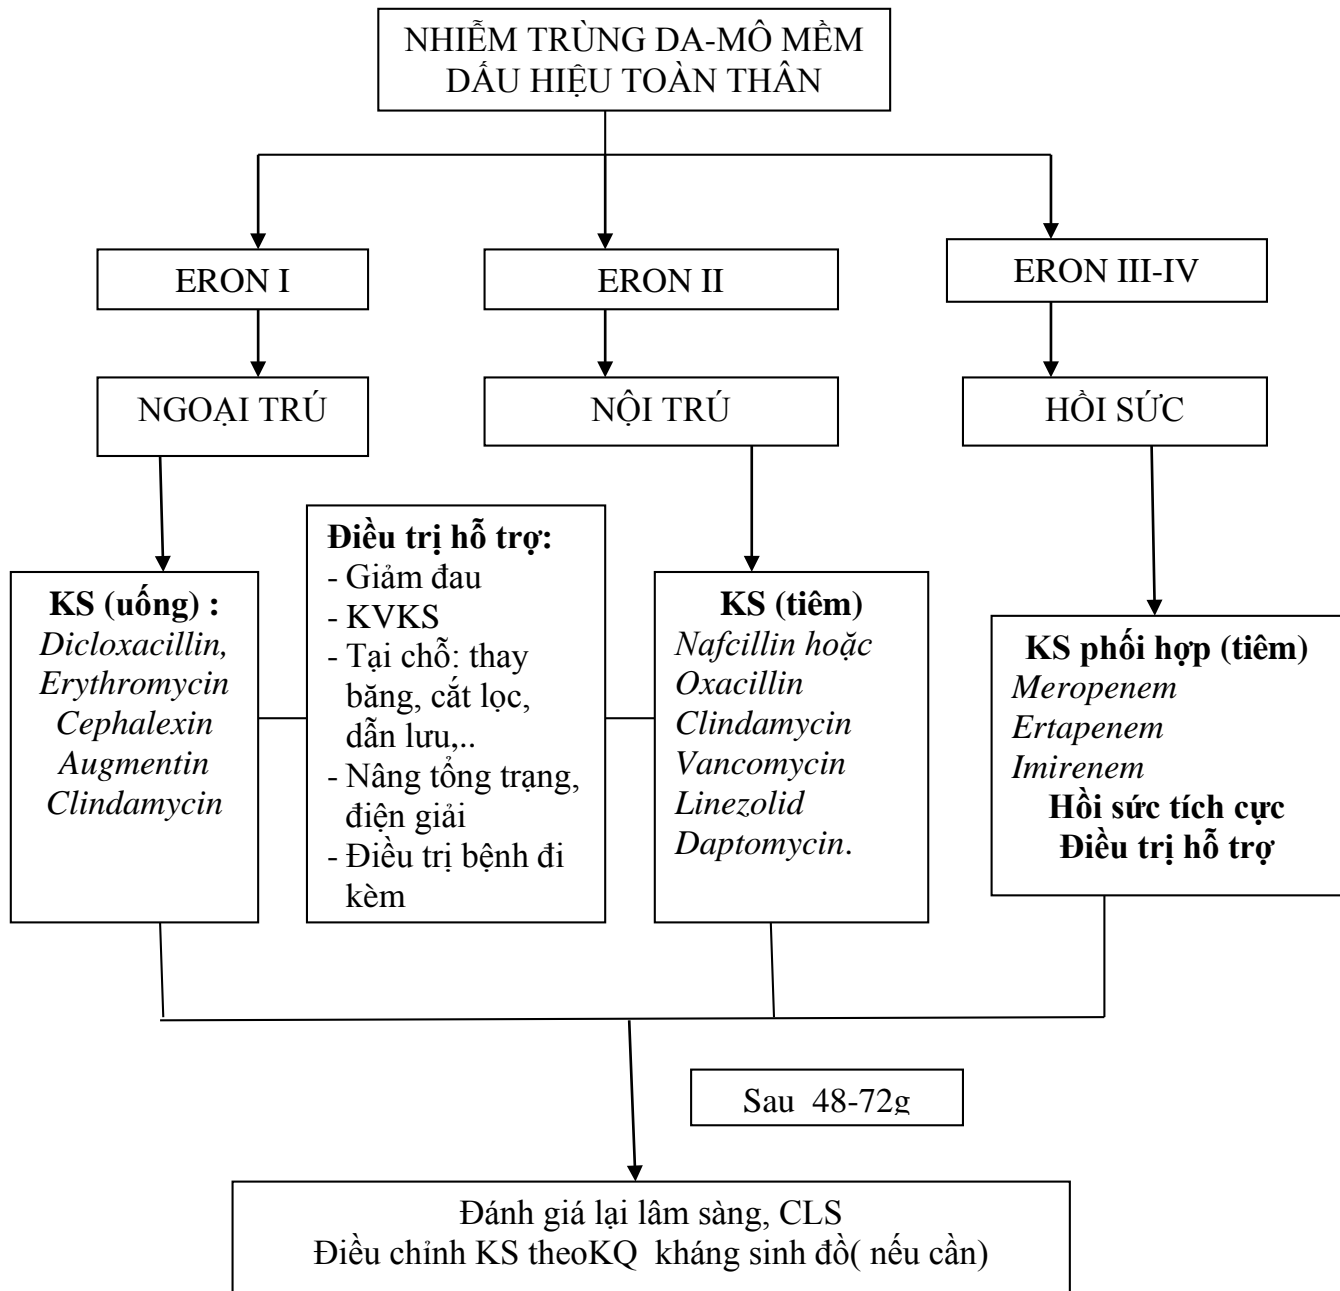 NHIỄM TRÙNG DA-MÔ MỀM
DẤU HIỆU TOÀN THÂN
ERON I
ERON II
ERON III-IV
NGOẠI TRÚ
NỘI TRÚ
HỒI SỨC
KS (uống) :
Dicloxacillin,
Erythromycin
Cephalexin
Augmentin
Clindamycin
Điều trị hỗ trợ:
- Giảm đau
- KVKS
- Tại chỗ: thay
băng, cắt lọc,
dẫn lưu,..
- Nâng tổng trạng,
điện giải
- Điều trị bệnh đi
kèm
KS (tiêm)
Nafcillin hoặc
Oxacillin
Clindamycin
Vancomycin
Linezolid
Daptomycin.
KS phối hợp (tiêm)
Meropenem
Ertapenem
Imirenem
Hồi sức tích cực
Điều trị hỗ trợ
Sau 48-72g
Đánh giá lại lâm sàng, CLS
Điều chỉnh KS theoKQ kháng sinh đồ( nếu cần)